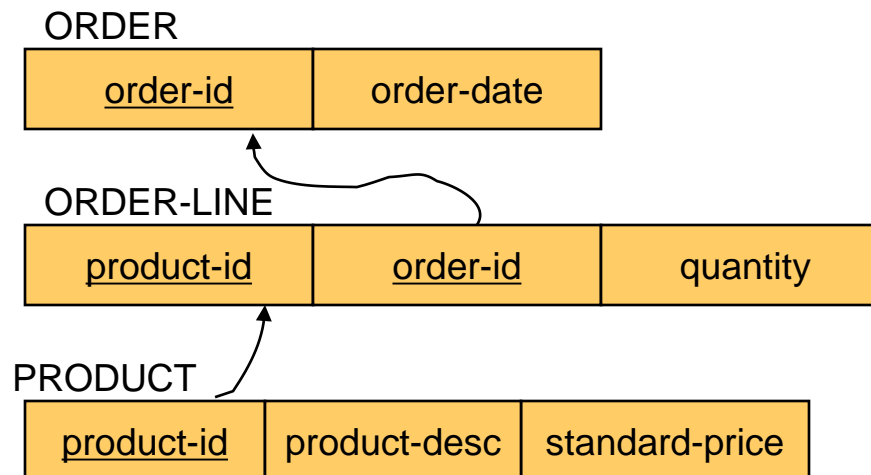 ORDER
order-id order-date
ORDER-LINE
product-id order-id quantity
PRODUCT
product-id product-desc standard-price